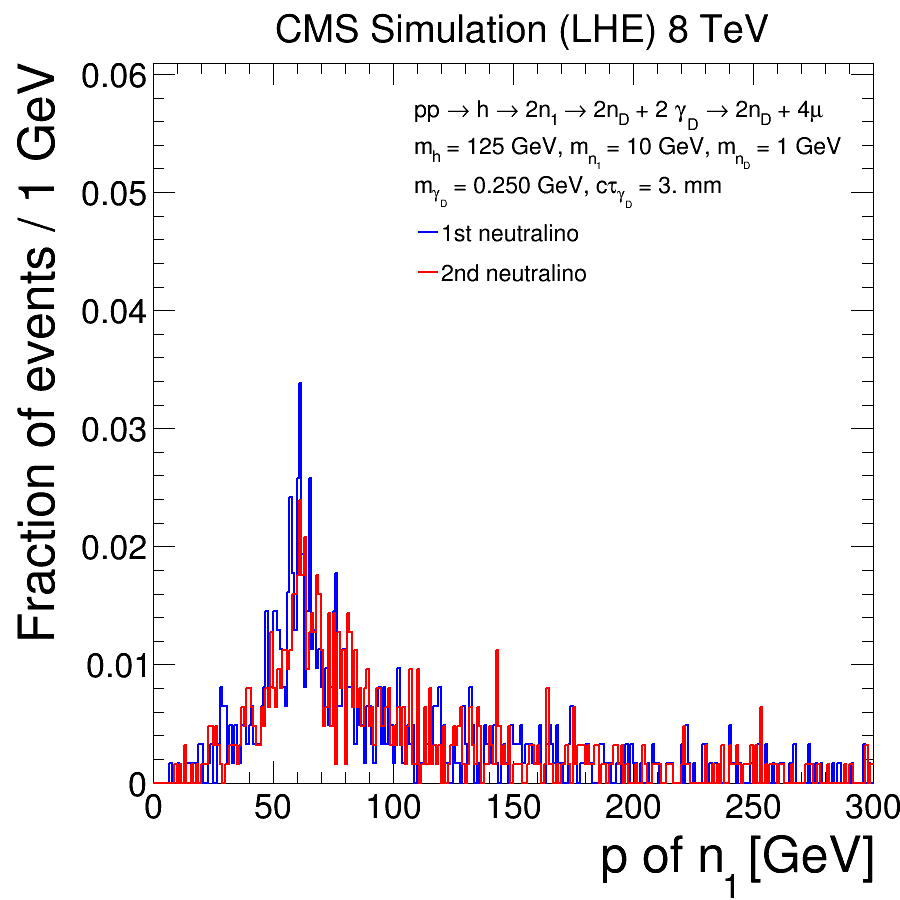 CMS Simulation (LHE) 8 TeV
Fraction of events / 1 GeV
0.06
0.05
0.04
0.03
0.02
0.01
0
pp → h → 2n₁ → 2n_D + 2 γ_D → 2n_D + 4μ
m_h = 125 GeV, m_n₁ = 10 GeV, m_n_D = 1 GeV
m_γ_D = 0.250 GeV, cτ_γ_D = 3. mm
1st neutralino
2nd neutralino
0 50 100 150 200 250 300
p of n₁ [GeV]